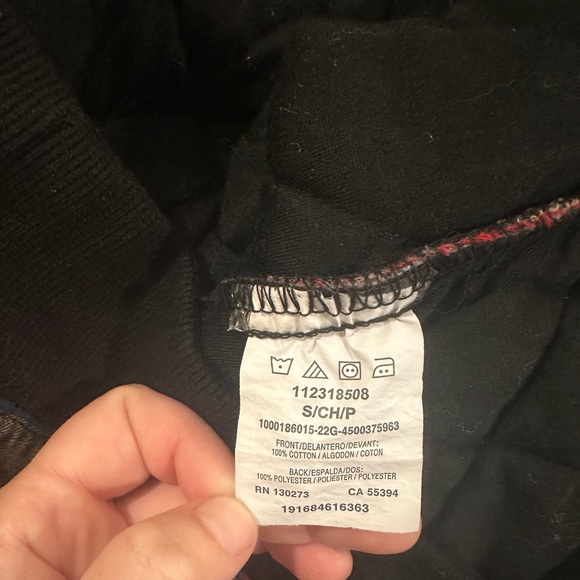 112318508
S/CH/P
1000186015-22G-4500375963
FRONT/DELANTERO/DEVANT:
100% COTTON / ALGODON / COTON
BACK/ESPALDA/DOS:
100% POLYESTER / POLIESTER / POLYESTER
RN 130273 CA 55394
191684616363